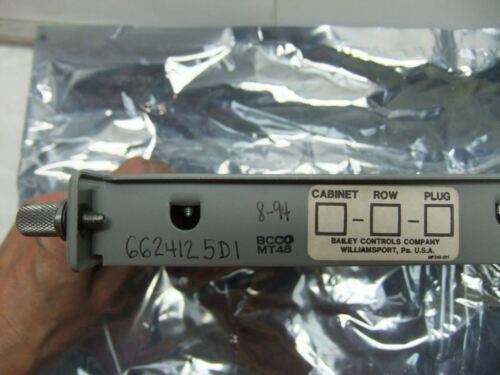 8-94
6624125D1
BCCO
MT48
CABINET ROW PLUG
BAILEY CONTROLS COMPANY
WILLIAMSPORT, Pa. U.S.A.